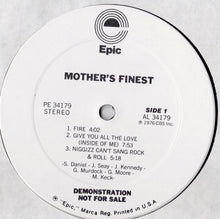 Epic
MOTHER'S FINEST
PE 34179
STEREO
SIDE 1
AL 34179
℗ 1976 CBS Inc.
1. FIRE 4:02
2. GIVE YOU ALL THE LOVE
(INSIDE OF ME) 7:53
3. NIGGIZZ CAN'T SANG ROCK
& ROLL 5:18
-S. Daniel - J. Seay - J. Kennedy-
G. Murdock - G. Moore -
M. Keck-
DEMONSTRATION
NOT FOR SALE
® "Epic," Marca Reg. Printed in U.S.A.